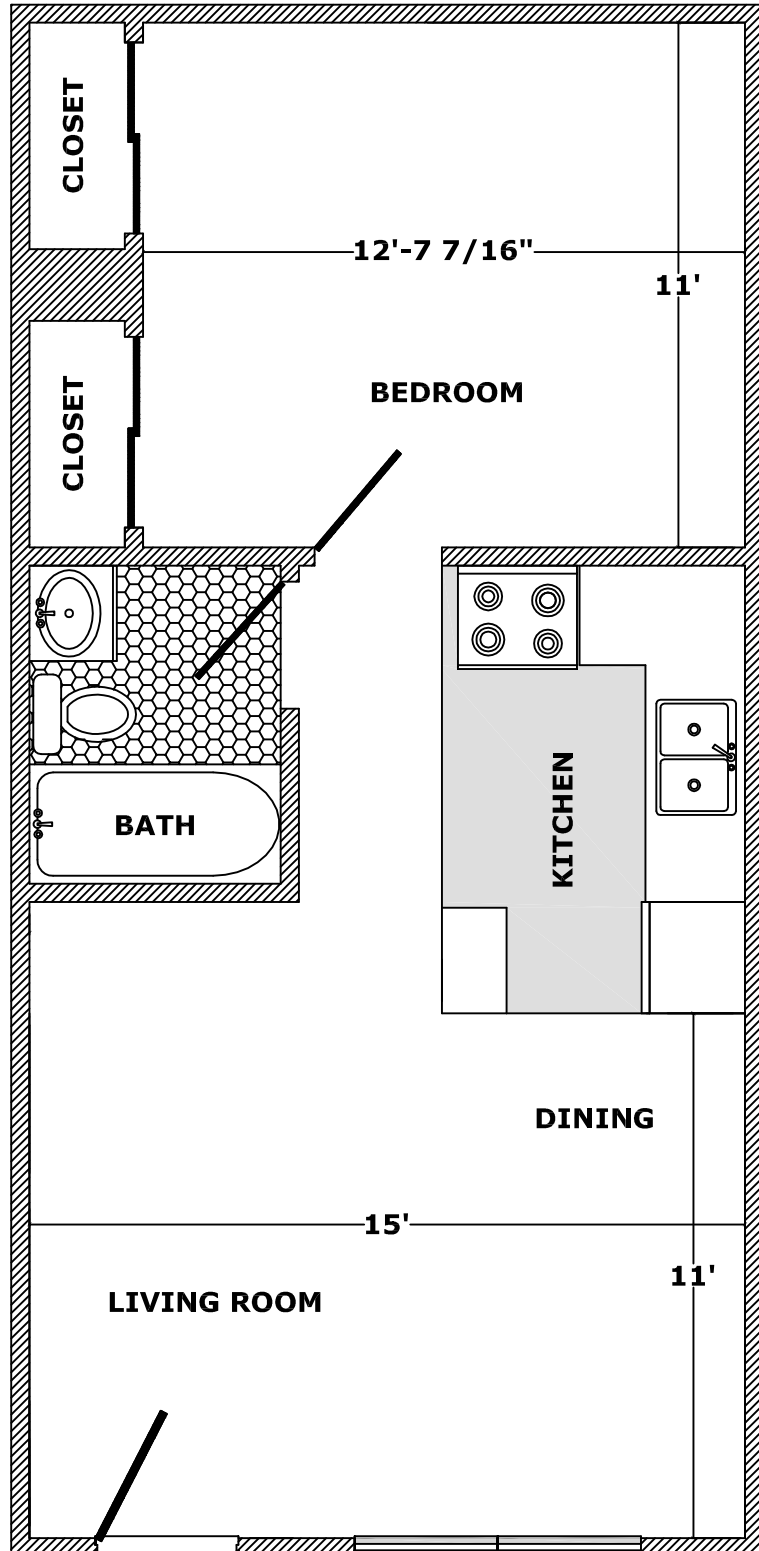 CLOSET
12'-7 7/16"
11'
BEDROOM
CLOSET
BATH
KITCHEN
DINING
15'
11'
LIVING ROOM